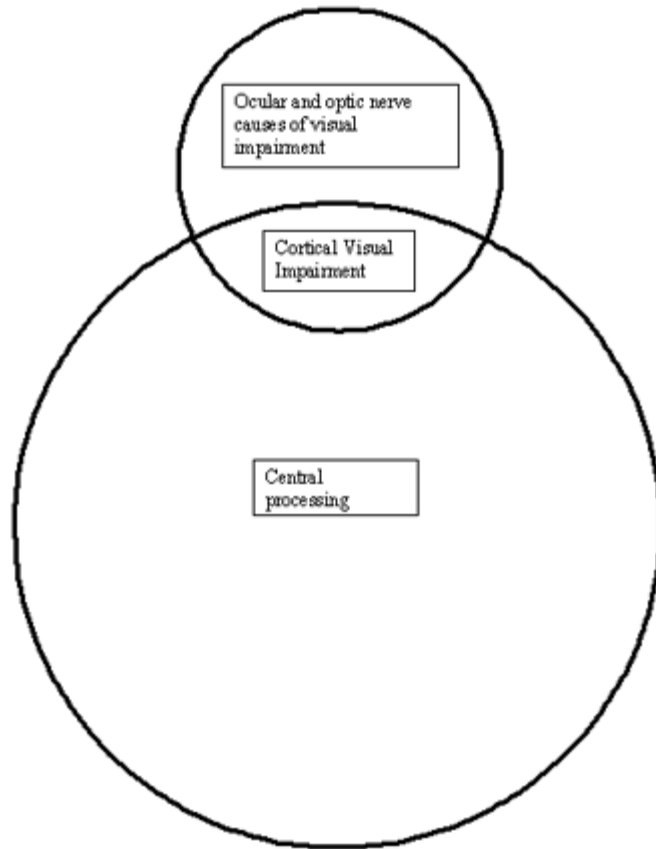 Ocular and optic nerve
causes of visual
impairment
Cortical Visual
Impairment
Central
processing